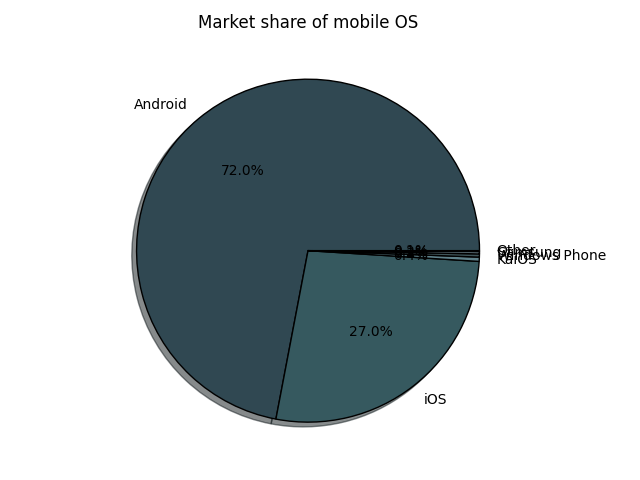 Market share of mobile OS
Android
72.0%
Other
Samsung
Windows Phone
KaiOS
27.0%
iOS